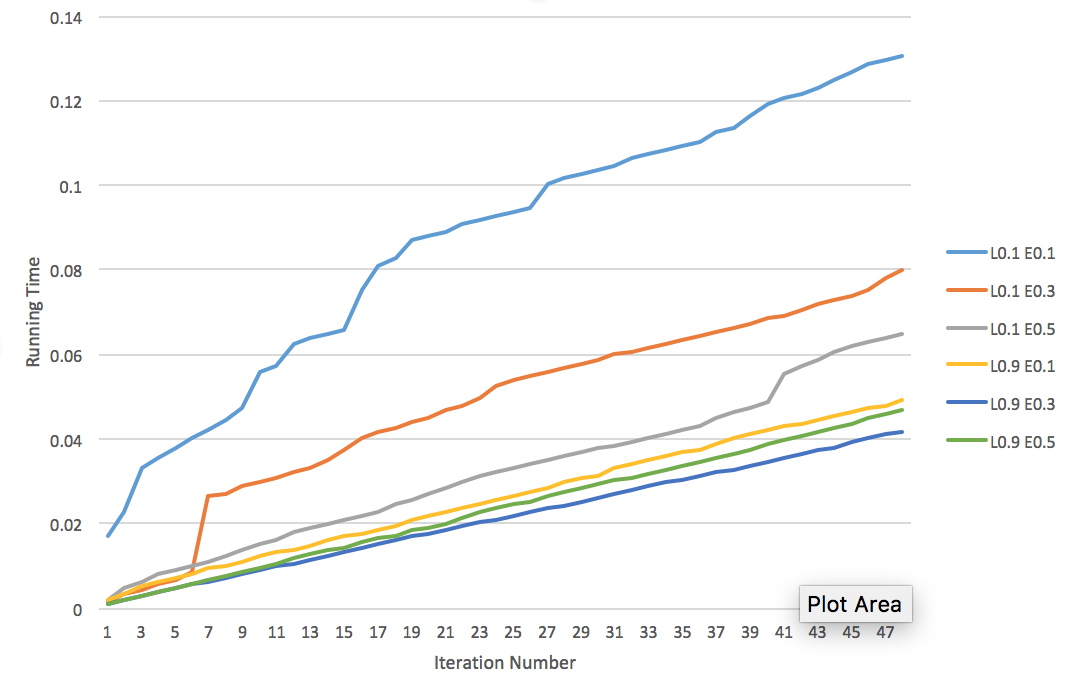 0.14
0.12
0.1
0.08
0.06
0.04
0.02
0
Running Time
1 3 5 7 9 11 13 15 17 19 21 23 25 27 29 31 33 35 37 39 41 43 45 47
Iteration Number
L0.1 E0.1
L0.1 E0.3
L0.1 E0.5
L0.9 E0.1
L0.9 E0.3
L0.9 E0.5
Plot Area